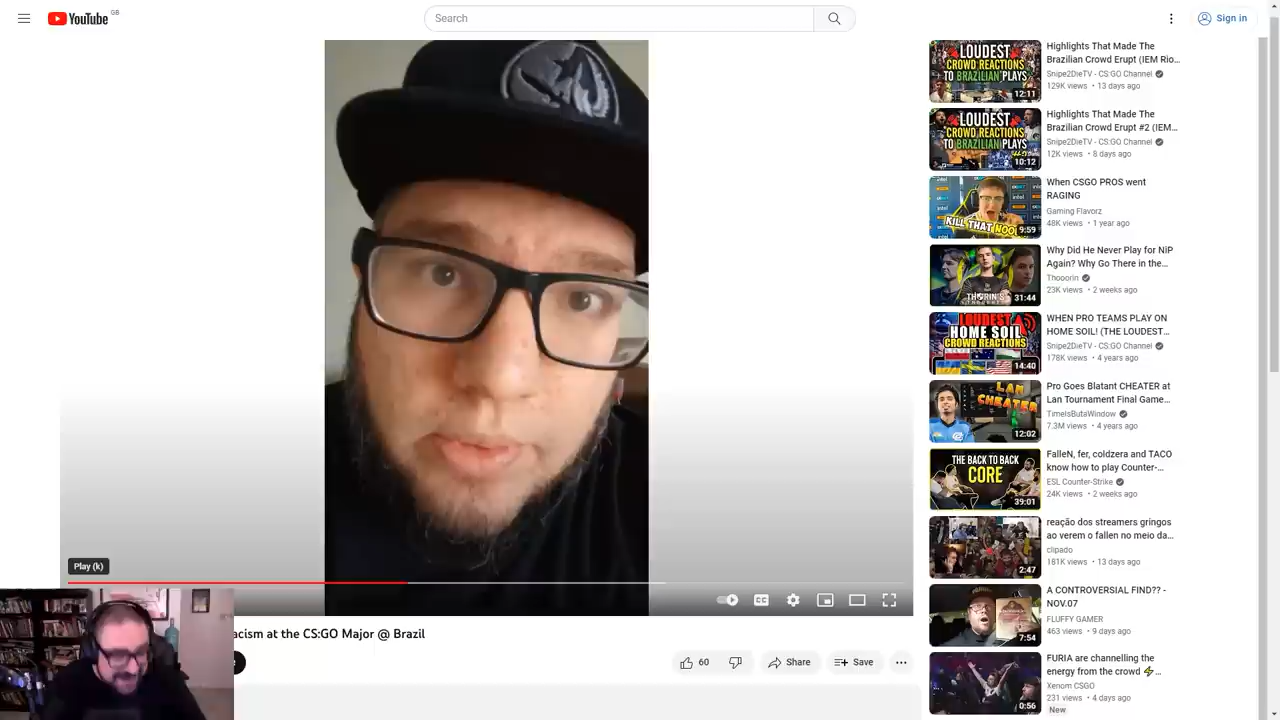 YouTube GB
Search
Sign in
Play (k)
acism at the CS:GO Major @ Brazil
60
Share
Save
LOUDEST
CROWD REACTIONS
TO BRAZILIAN PLAYS
12:11
Highlights That Made The
Brazilian Crowd Erupt (IEM Rio...
Snipe2DieTV - CS:GO Channel
129K views • 13 days ago
LOUDEST
CROWD REACTIONS
TO BRAZILIAN PLAYS
10:12
Highlights That Made The
Brazilian Crowd Erupt #2 (IEM...
Snipe2DieTV - CS:GO Channel
12K views • 8 days ago
KILL THAT NOO
9:59
When CSGO PROS went
RAGING
Gaming Flavorz
48K views • 1 year ago
THORIN'S
31:44
Why Did He Never Play for NiP
Again? Why Go There in the...
Thooorin
23K views • 2 weeks ago
LOUDEST
HOME SOIL
CROWD REACTIONS
14:40
WHEN PRO TEAMS PLAY ON
HOME SOIL! (THE LOUDEST...
Snipe2DieTV - CS:GO Channel
178K views • 4 years ago
LAN
CHEATER
12:02
Pro Goes Blatant CHEATER at
Lan Tournament Final Game...
TimeIsButaWindow
7.3M views • 4 years ago
THE BACK TO BACK
CORE
39:01
FalleN, fer, coldzera and TACO
know how to play Counter-...
ESL Counter-Strike
24K views • 2 weeks ago
2:47
reação dos streamers gringos
ao verem o fallen no meio da...
clipado
181K views • 13 days ago
7:54
A CONTROVERSIAL FIND?? -
NOV.07
FLUFFY GAMER
463 views • 9 days ago
0:56
FURIA are channelling the
energy from the crowd ⚡...
Xenom CSGO
231 views • 4 days ago
New